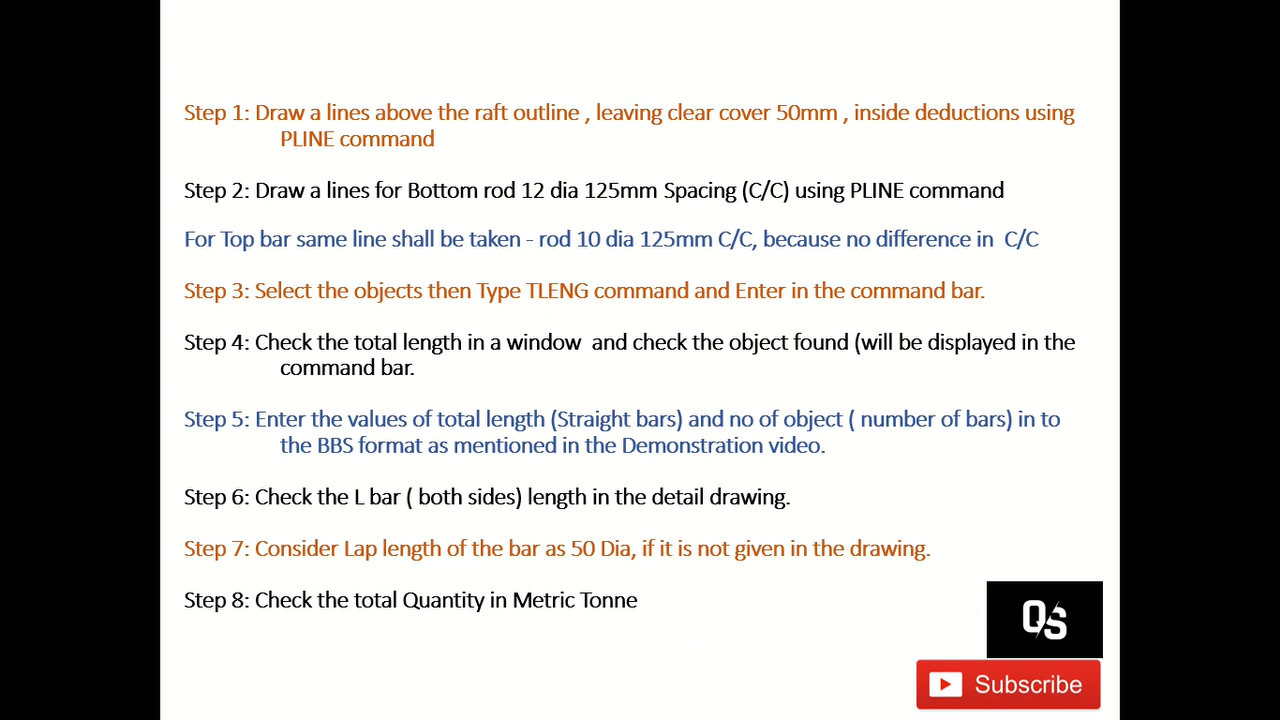 Step 1: Draw a lines above the raft outline , leaving clear cover 50mm , inside deductions using
PLINE command
Step 2: Draw a lines for Bottom rod 12 dia 125mm Spacing (C/C) using PLINE command
For Top bar same line shall be taken - rod 10 dia 125mm C/C, because no difference in  C/C
Step 3: Select the objects then Type TLENG command and Enter in the command bar.
Step 4: Check the total length in a window  and check the object found (will be displayed in the
command bar.
Step 5: Enter the values of total length (Straight bars) and no of object ( number of bars) in to
the BBS format as mentioned in the Demonstration video.
Step 6: Check the L bar ( both sides) length in the detail drawing.
Step 7: Consider Lap length of the bar as 50 Dia, if it is not given in the drawing.
Step 8: Check the total Quantity in Metric Tonne
QS
Subscribe